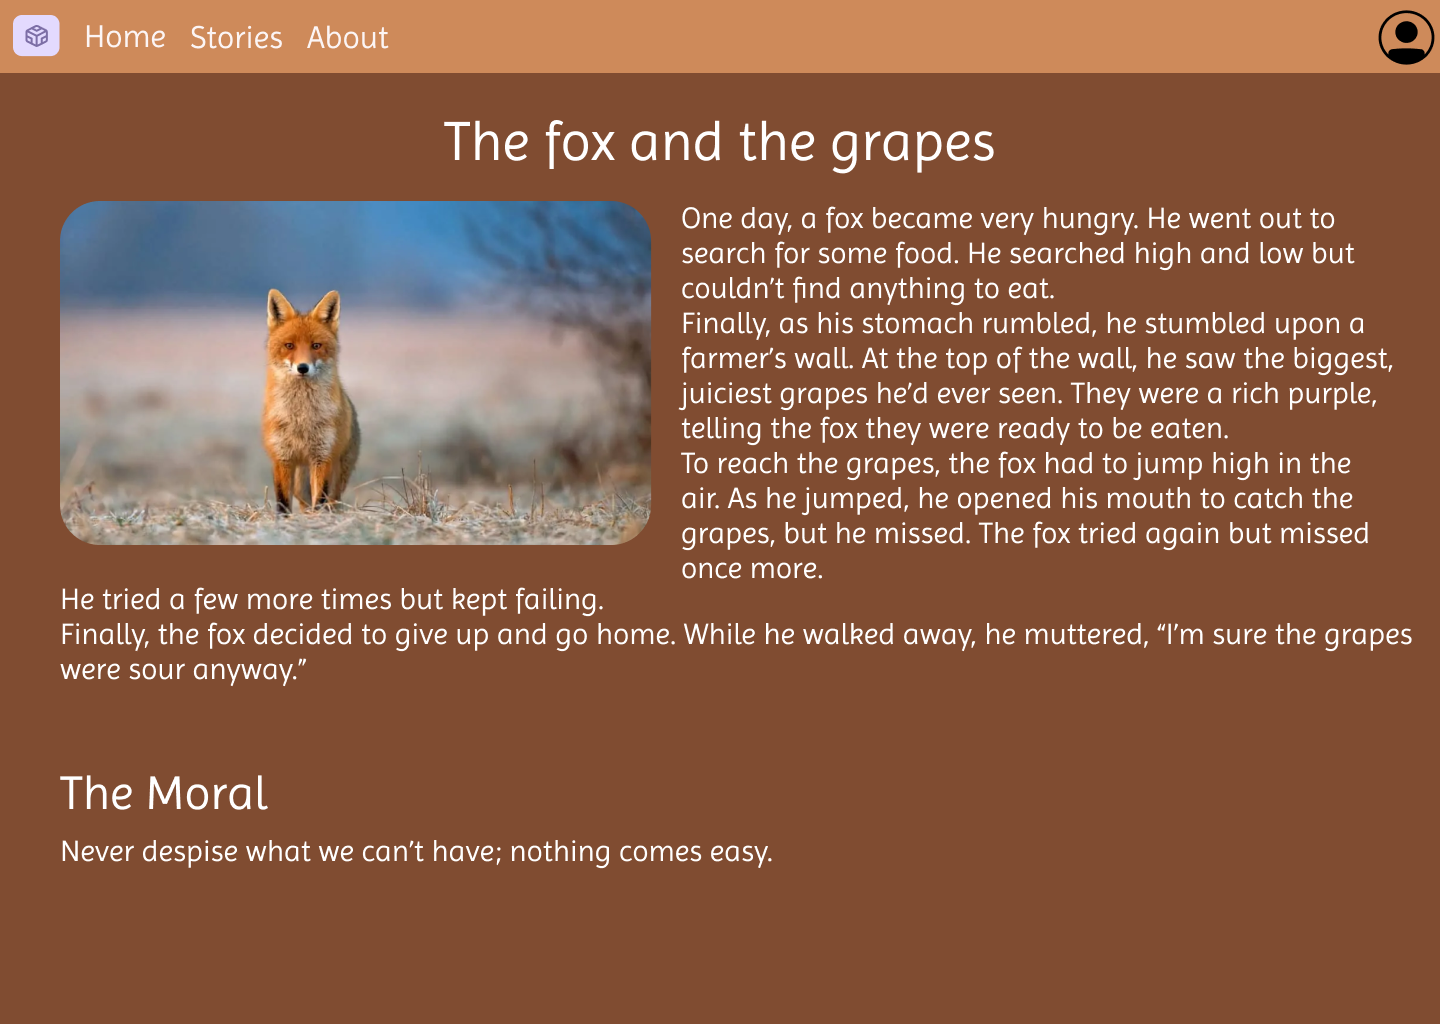 Home Stories About
The fox and the grapes
One day, a fox became very hungry. He went out to
search for some food. He searched high and low but
couldn’t find anything to eat.
Finally, as his stomach rumbled, he stumbled upon a
farmer’s wall. At the top of the wall, he saw the biggest,
juiciest grapes he’d ever seen. They were a rich purple,
telling the fox they were ready to be eaten.
To reach the grapes, the fox had to jump high in the
air. As he jumped, he opened his mouth to catch the
grapes, but he missed. The fox tried again but missed
once more.
He tried a few more times but kept failing.
Finally, the fox decided to give up and go home. While he walked away, he muttered, “I’m sure the grapes
were sour anyway.”
The Moral
Never despise what we can’t have; nothing comes easy.